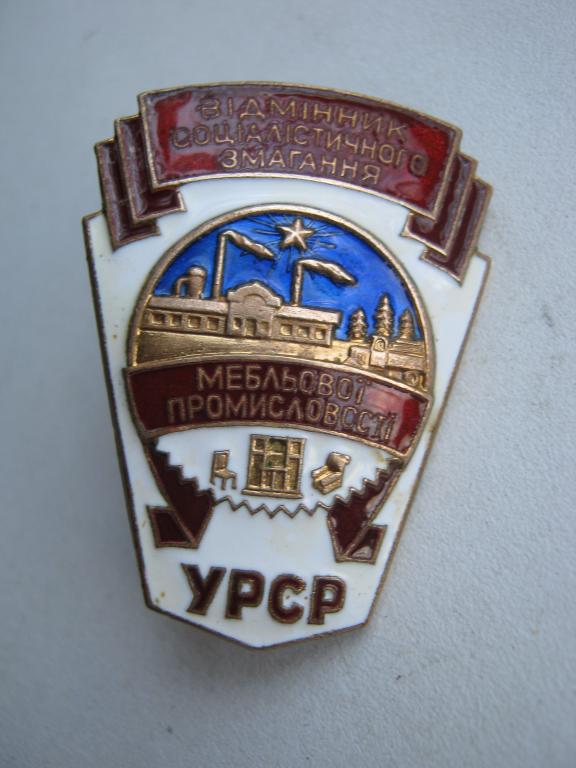 ВІДМІННИК
СОЦІАЛІСТИЧНОГО
ЗМАГАННЯ
МЕБЛЬОВОЇ
ПРОМИСЛОВОСТІ
УРСР